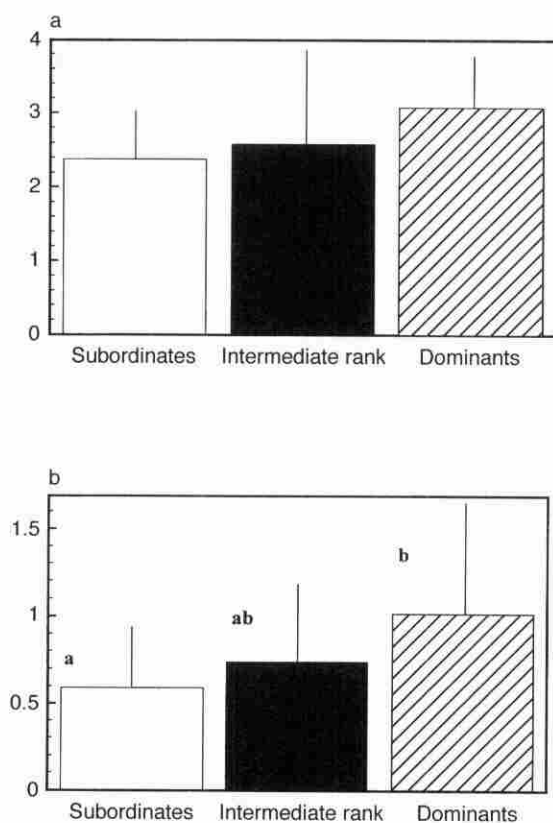 a
4
3
2
1
0
Subordinates Intermediate rank Dominants
b
1.5
b
1
ab
a
0.5
0
Subordinates Intermediate rank Dominants